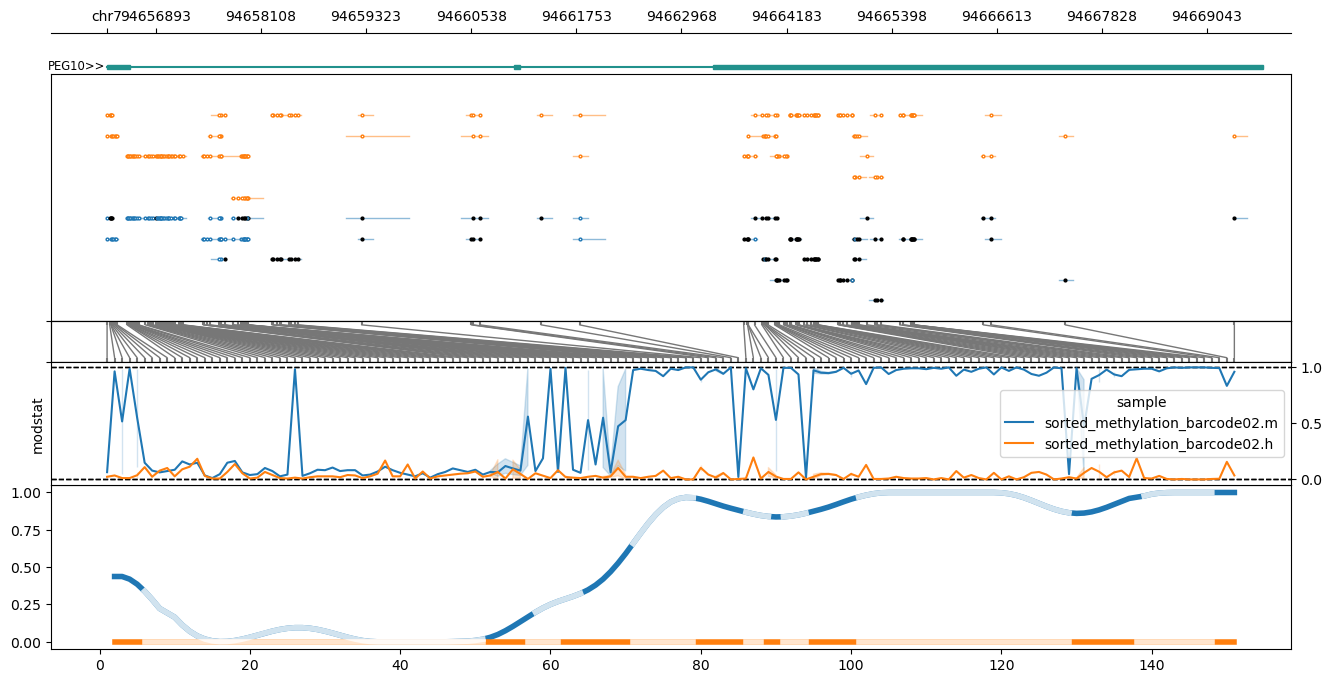 chr7 94656893 94658108 94659323 94660538 94661753 94662968 94664183 94665398 94666613 94667828 94669043
PEG10>>
modstat
1.0
0.5
0.0
sample
sorted_methylation_barcode02.m
sorted_methylation_barcode02.h
1.00
0.75
0.50
0.25
0.00
0 20 40 60 80 100 120 140